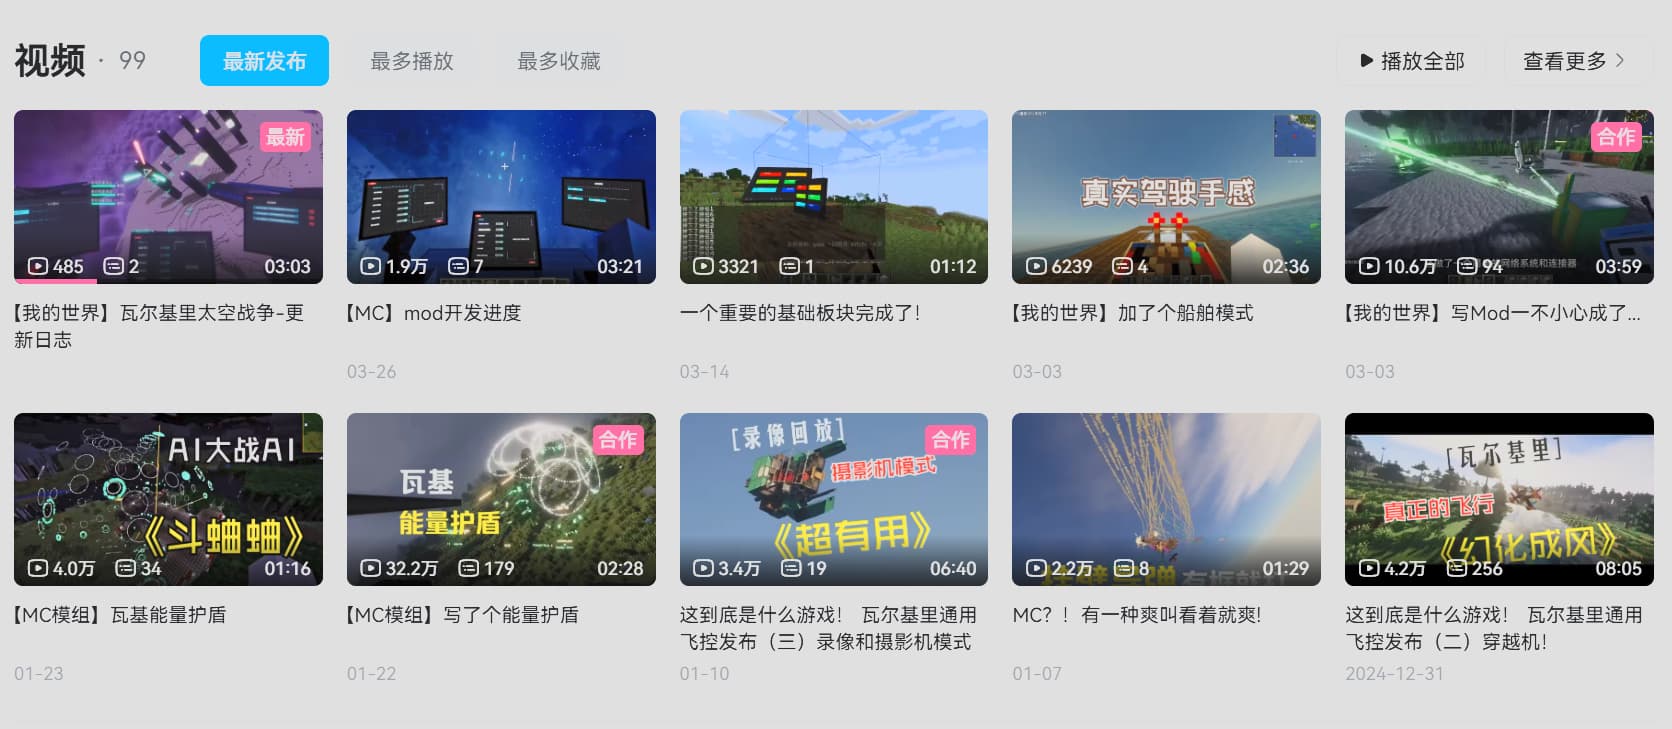 视频 · 99
最新发布
最多播放
最多收藏
播放全部
查看更多
最新
485
2
03:03
【我的世界】瓦尔基里太空战争-更
新日志
1.9万
7
03:21
【MC】mod开发进度
03-26
3321
1
01:12
一个重要的基础板块完成了!
03-14
真实驾驶手感
6239
4
02:36
【我的世界】加了个船舶模式
03-03
合作
10.6万
94
03:59
【我的世界】写Mod一不小心成了...
03-03
AI大战AI
《斗蛐蛐》
4.0万
34
01:16
【MC模组】瓦基能量护盾
01-23
合作
瓦基
能量护盾
32.2万
179
02:28
【MC模组】写了个能量护盾
01-22
[录像回放]
合作
摄影机模式
《超有用》
3.4万
19
06:40
这到底是什么游戏! 瓦尔基里通用
飞控发布（三）录像和摄影机模式
01-10
2.2万
8
01:29
MC？！有一种爽叫看着就爽!
01-07
[瓦尔基里]
真正的飞行
《幻化成风》
4.2万
256
08:05
这到底是什么游戏! 瓦尔基里通用
飞控发布（二）穿越机!
2024-12-31